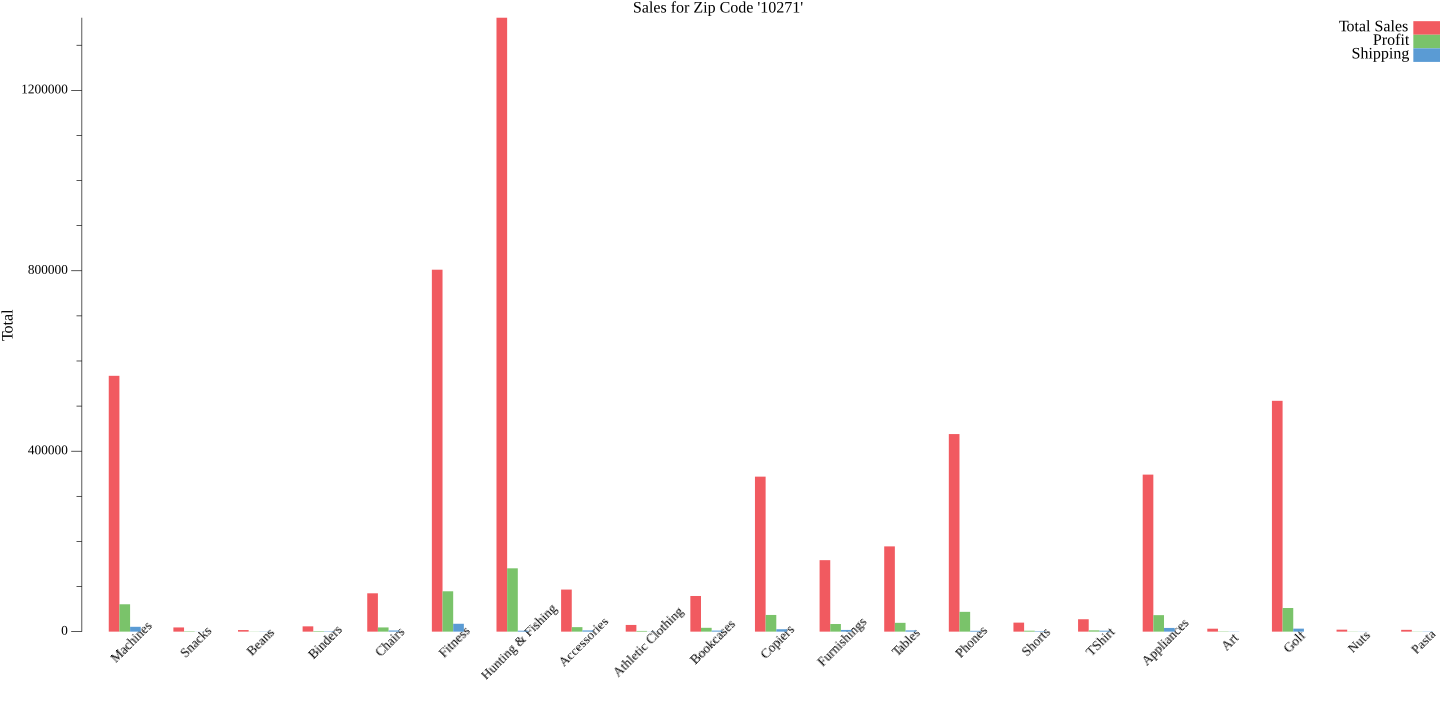 Sales for Zip Code '10271'
Total Sales
Profit
Shipping
1200000
800000
400000
0
Total
Machines
Snacks
Beans
Binders
Chairs
Fitness
Hunting & Fishing
Accessories
Athletic Clothing
Bookcases
Copiers
Furnishings
Tables
Phones
Shorts
TShirt
Appliances
Art
Golf
Nuts
Pasta